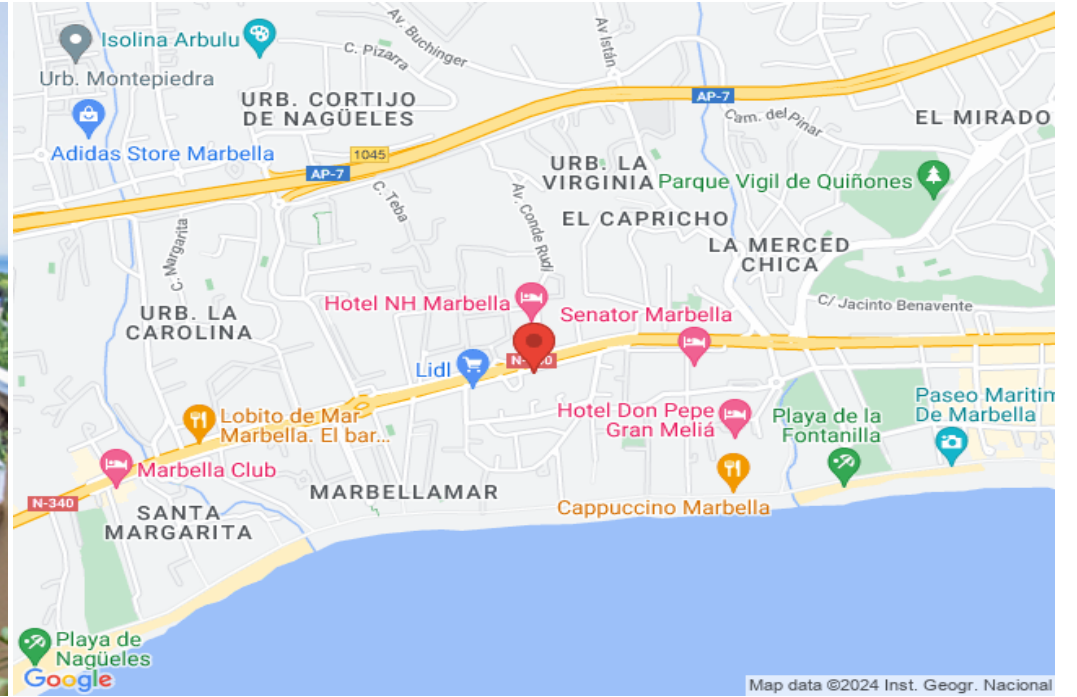 Isolina Arbulu
Urb. Montepiedra
Av. Buchinger
C. Pizarra
Av Istán
URB. CORTIJO
DE NAGÜELES
Adidas Store Marbella
1045
AP-7
AP-7
Cam. del Pinar
EL MIRADO
URB. LA
VIRGINIA
Parque Vigil de Quiñones
C. Teba
Av. Conde Rudi
EL CAPRICHO
LA MERCED
CHICA
C. Margarita
URB. LA
CAROLINA
Hotel NH Marbella
Senator Marbella
C/ Jacinto Benavente
Lidl
Lobito de Mar
Marbella. El bar...
Hotel Don Pepe
Gran Meliá
Playa de la
Fontanilla
Paseo Maritim
De Marbella
Marbella Club
MARBELLAMAR
Cappuccino Marbella
N-340
SANTA
MARGARITA
Playa de
Nagüeles
Google
Map data ©2024 Inst. Geogr. Nacional